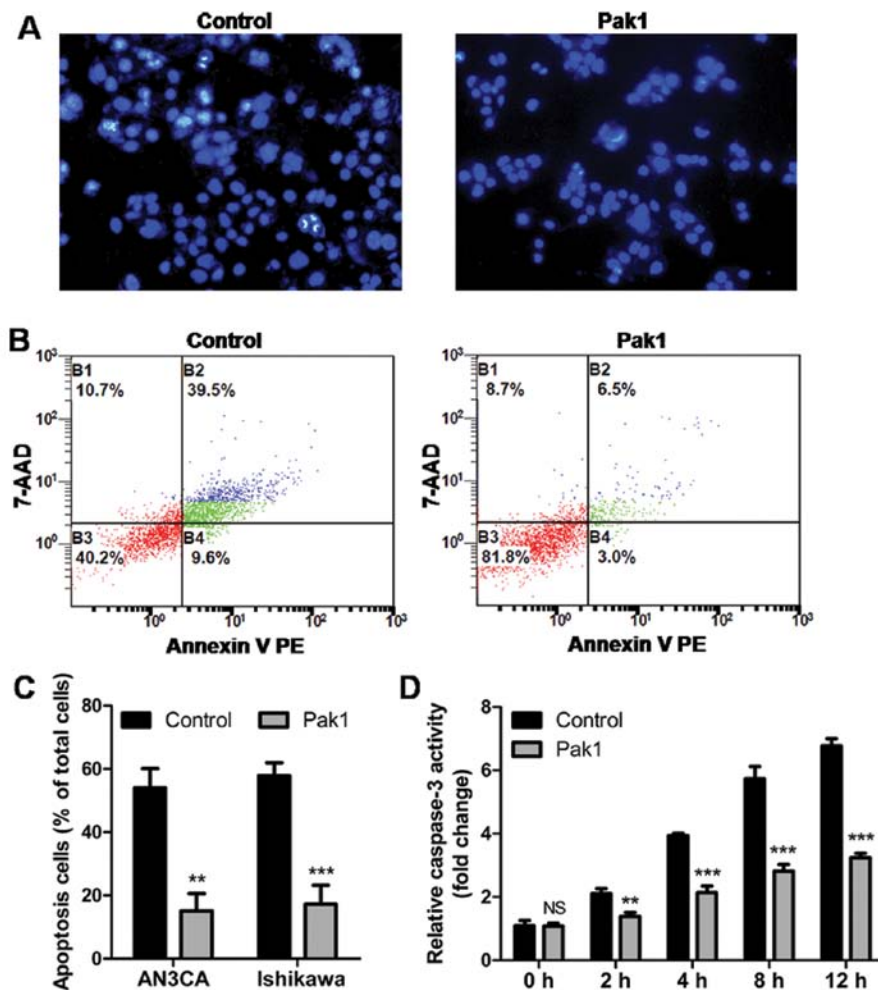 A
Control
Pak1
B
Control
Pak1
10³
10²
10¹
10⁰
7-AAD
B1
10.7%
B2
39.5%
B3
40.2%
B4
9.6%
10⁰
10¹
10²
10³
Annexin V PE
10³
10²
10¹
10⁰
7-AAD
B1
8.7%
B2
6.5%
B3
81.8%
B4
3.0%
10⁰
10¹
10²
10³
Annexin V PE
C
Apoptosis cells (% of total cells)
80
60
40
20
0
Control
Pak1
**
***
AN3CA
Ishikawa
D
Relative caspase-3 activity
(fold change)
8
6
4
2
0
Control
Pak1
NS
**
***
***
***
0 h
2 h
4 h
8 h
12 h